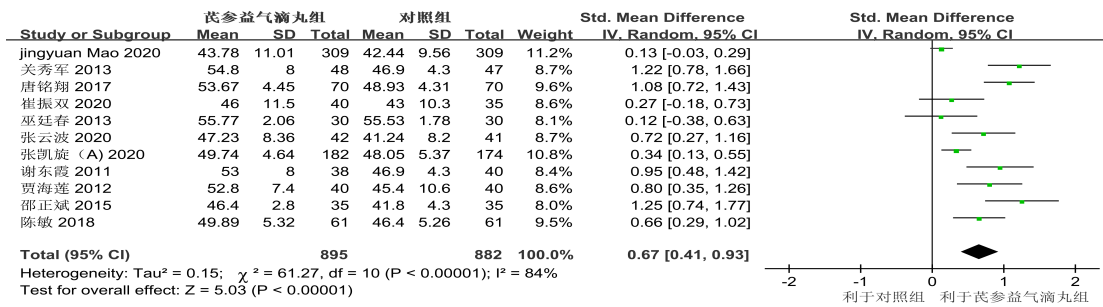 芪参益气滴丸组 对照组 Std. Mean Difference Std. Mean Difference
Study or Subgroup Mean SD Total Mean SD Total Weight IV, Random, 95% CI IV, Random, 95% CI
jingyuan Mao 2020 43.78 11.01 309 42.44 9.56 309 11.2% 0.13 [-0.03, 0.29]
关秀军 2013 54.8 8 48 46.9 4.3 47 8.7% 1.22 [0.78, 1.66]
唐铭翔 2017 53.67 4.45 70 48.93 4.31 70 9.5% 1.08 [0.72, 1.43]
崔振双 2020 46 11.5 40 43 10.3 35 8.6% 0.27 [-0.18, 0.73]
巫廷春 2013 55.77 2.06 30 55.53 1.78 30 8.1% 0.12 [-0.38, 0.63]
张云波 2020 47.23 8.36 42 41.24 8.2 41 8.7% 0.72 [0.27, 1.16]
张凯旋（A) 2020 49.74 4.64 182 48.05 5.37 174 10.8% 0.34 [0.13, 0.55]
谢东霞 2011 53 8 38 46.9 4.3 40 8.4% 0.95 [0.48, 1.42]
贾海莲 2012 52.8 7.4 40 45.4 10.6 40 8.6% 0.80 [0.35, 1.26]
邵正斌 2015 46.4 2.8 35 41.8 4.3 35 8.0% 1.25 [0.74, 1.77]
陈敏 2018 49.89 5.32 61 46.4 5.26 61 9.5% 0.66 [0.29, 1.02]
Total (95% CI) 895 882 100.0% 0.67 [0.41, 0.93]
Heterogeneity: Tau² = 0.15; χ² = 61.27, df = 10 (P < 0.00001); I² = 84%
Test for overall effect: Z = 5.03 (P < 0.00001)
-2 -1 0 1 2
利于对照组 利于芪参益气滴丸组